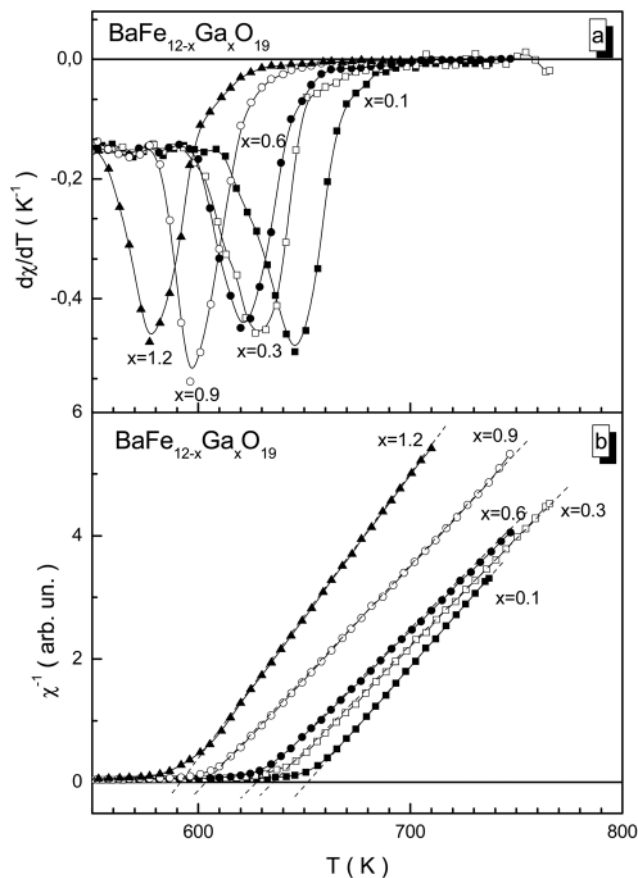 BaFe₁₂₋ₓGaₓO₁₉
a
0,0
x=0.1
x=0.6
-0,2
dχ/dT ( K⁻¹)
-0,4
x=0.3
x=1.2
x=0.9
6
BaFe₁₂₋ₓGaₓO₁₉
b
x=1.2
x=0.9
x=0.6
x=0.3
4
x=0.1
χ⁻¹ ( arb. un.)
2
0
600
700
800
T ( K )